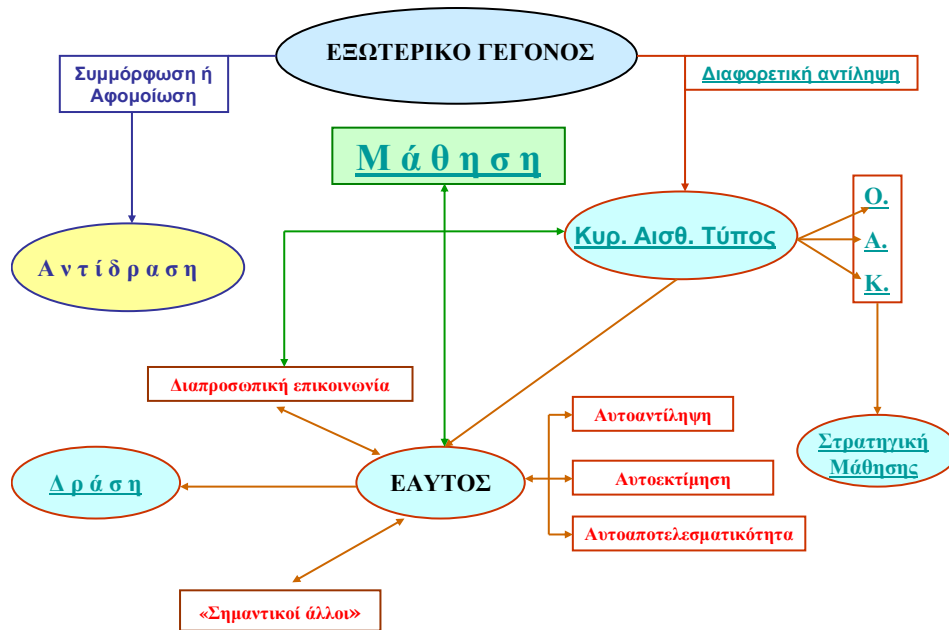 ΕΞΩΤΕΡΙΚΟ ΓΕΓΟΝΟΣ
Συμμόρφωση ή
Αφομοίωση
Διαφορετική αντίληψη
Μ ά θ η σ η
Ο.
Κυρ. Αισθ. Τύπος
Α.
Α ν τ ί δ ρ α σ η
Κ.
Διαπροσωπική επικοινωνία
Αυτοαντίληψη
Στρατηγική
Μάθησης
Δ ρ ά σ η
ΕΑΥΤΟΣ
Αυτοεκτίμηση
Αυτοαποτελεσματικότητα
«Σημαντικοί άλλοι»